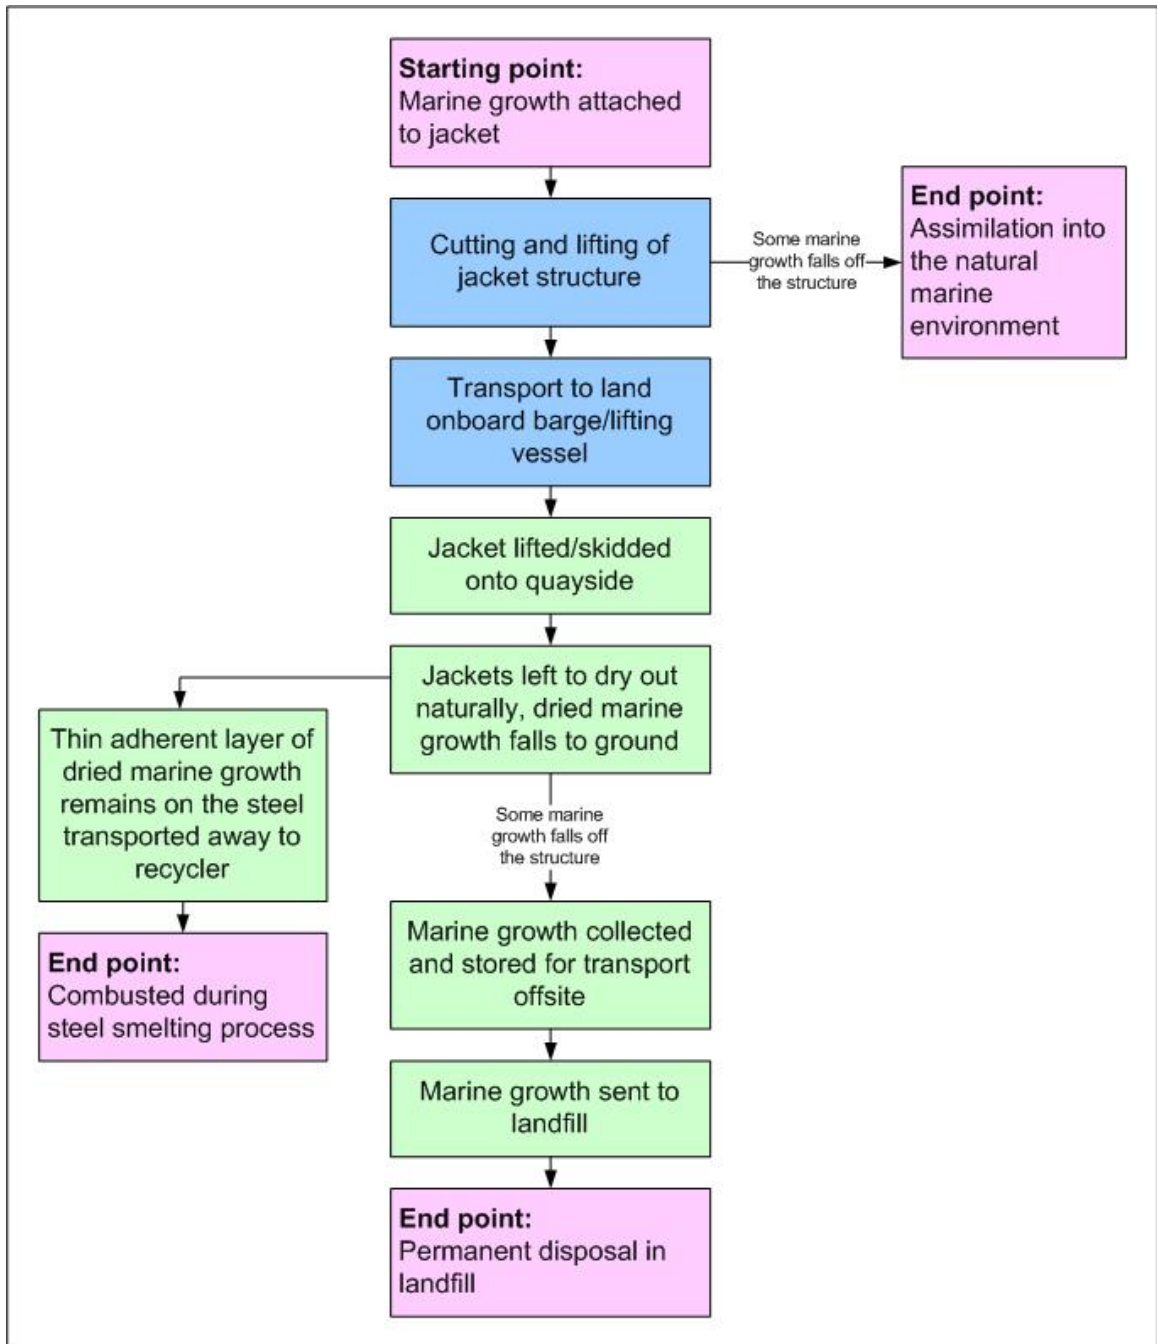 Starting point:
Marine growth attached
to jacket
Cutting and lifting of
jacket structure
Some marine
growth falls off
the structure
End point:
Assimilation into
the natural
marine
environment
Transport to land
onboard barge/lifting
vessel
Jacket lifted/skidded
onto quayside
Jackets left to dry out
naturally, dried marine
growth falls to ground
Thin adherent layer of
dried marine growth
remains on the steel
transported away to
recycler
Some marine
growth falls off
the structure
End point:
Combusted during
steel smelting process
Marine growth collected
and stored for transport
offsite
Marine growth sent to
landfill
End point:
Permanent disposal in
landfill